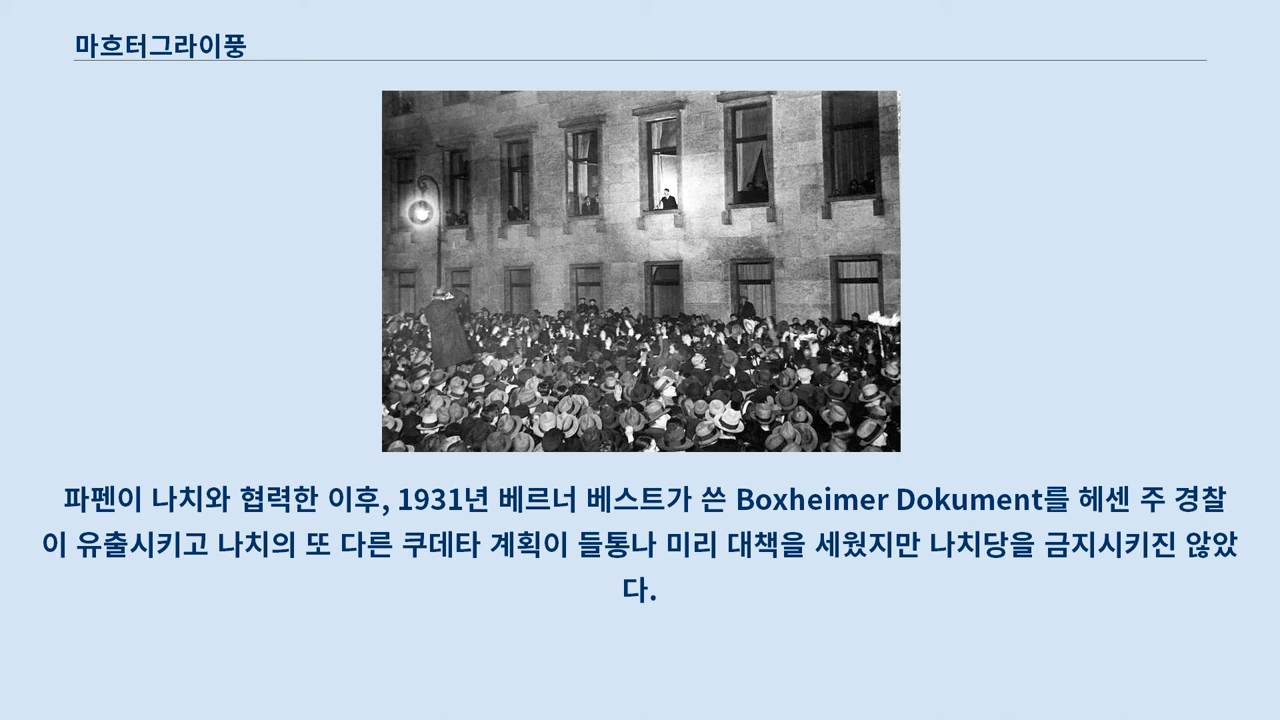 마흐터그라이풍
파펜이 나치와 협력한 이후, 1931년 베르너 베스트가 쓴 Boxheimer Dokument를 헤센 주 경찰
이 유출시키고 나치의 또 다른 쿠데타 계획이 들통나 미리 대책을 세웠지만 나치당을 금지시키진 않았
다.